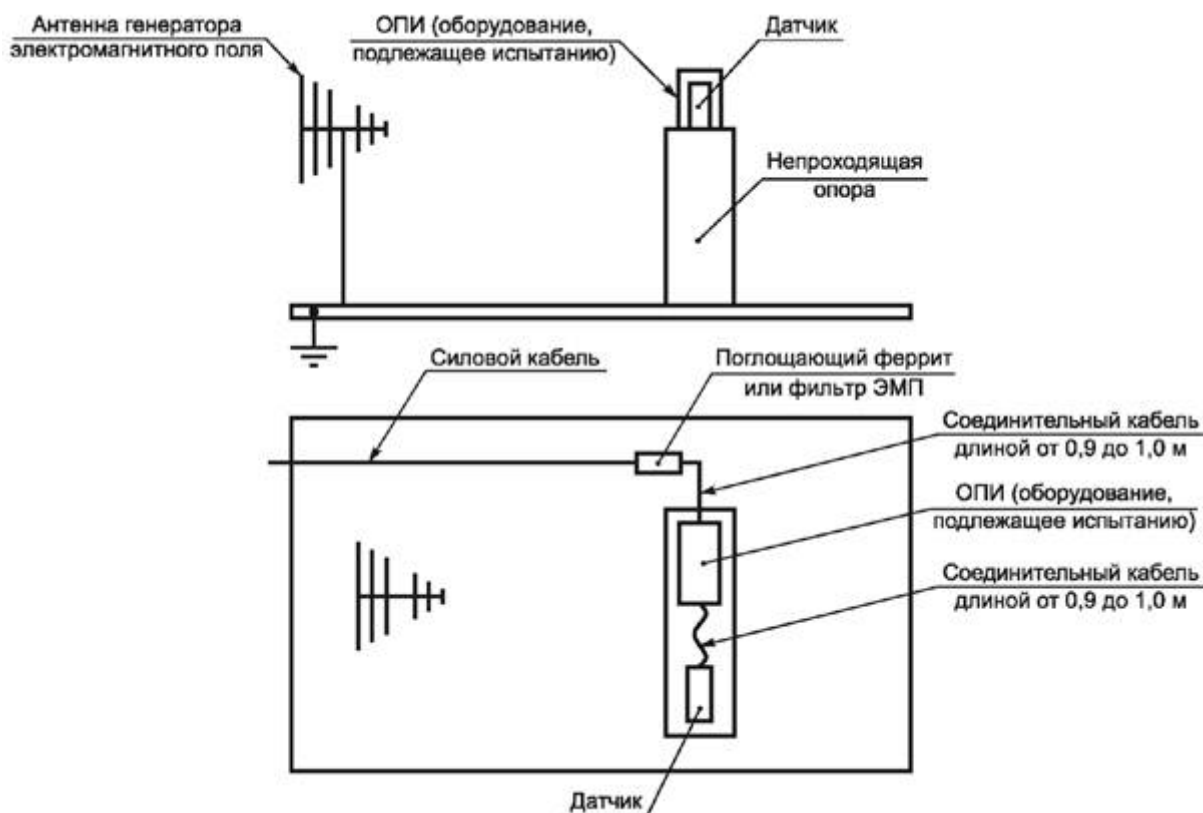 Антенна генератора
электромагнитного поля
ОПИ (оборудование,
подлежащее испытанию)
Датчик
Непроходящая
опора
Силовой кабель
Поглощающий феррит
или фильтр ЭМП
Соединительный кабель
длиной от 0,9 до 1,0 м
ОПИ (оборудование,
подлежащее испытанию)
Соединительный кабель
длиной от 0,9 до 1,0 м
Датчик